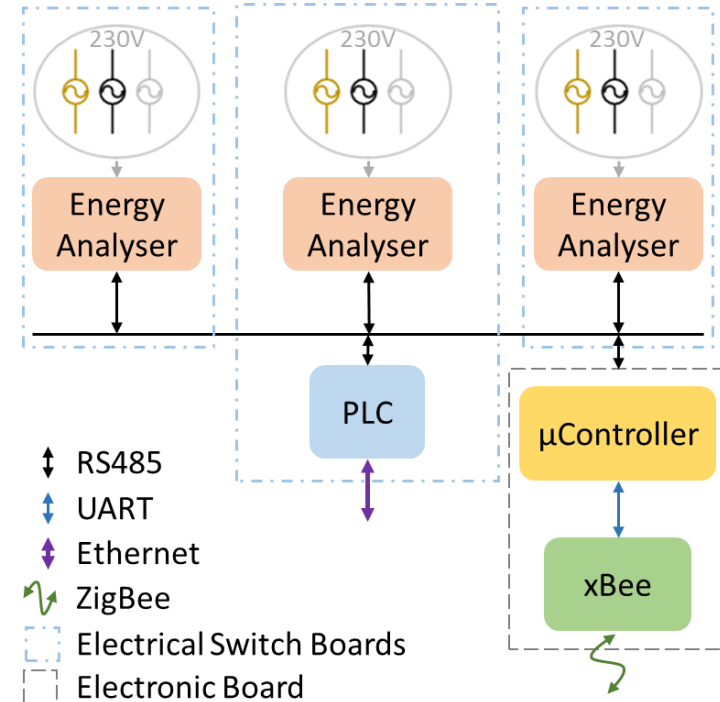 230V
230V
230V
Energy
Analyser
Energy
Analyser
Energy
Analyser
PLC
µController
xBee
RS485
UART
Ethernet
ZigBee
Electrical Switch Boards
Electronic Board